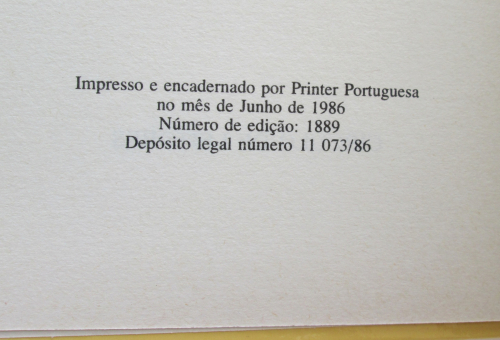 Impresso e encadernado por Printer Portuguesa
no mês de Junho de 1986
Número de edição: 1889
Depósito legal número 11 073/86